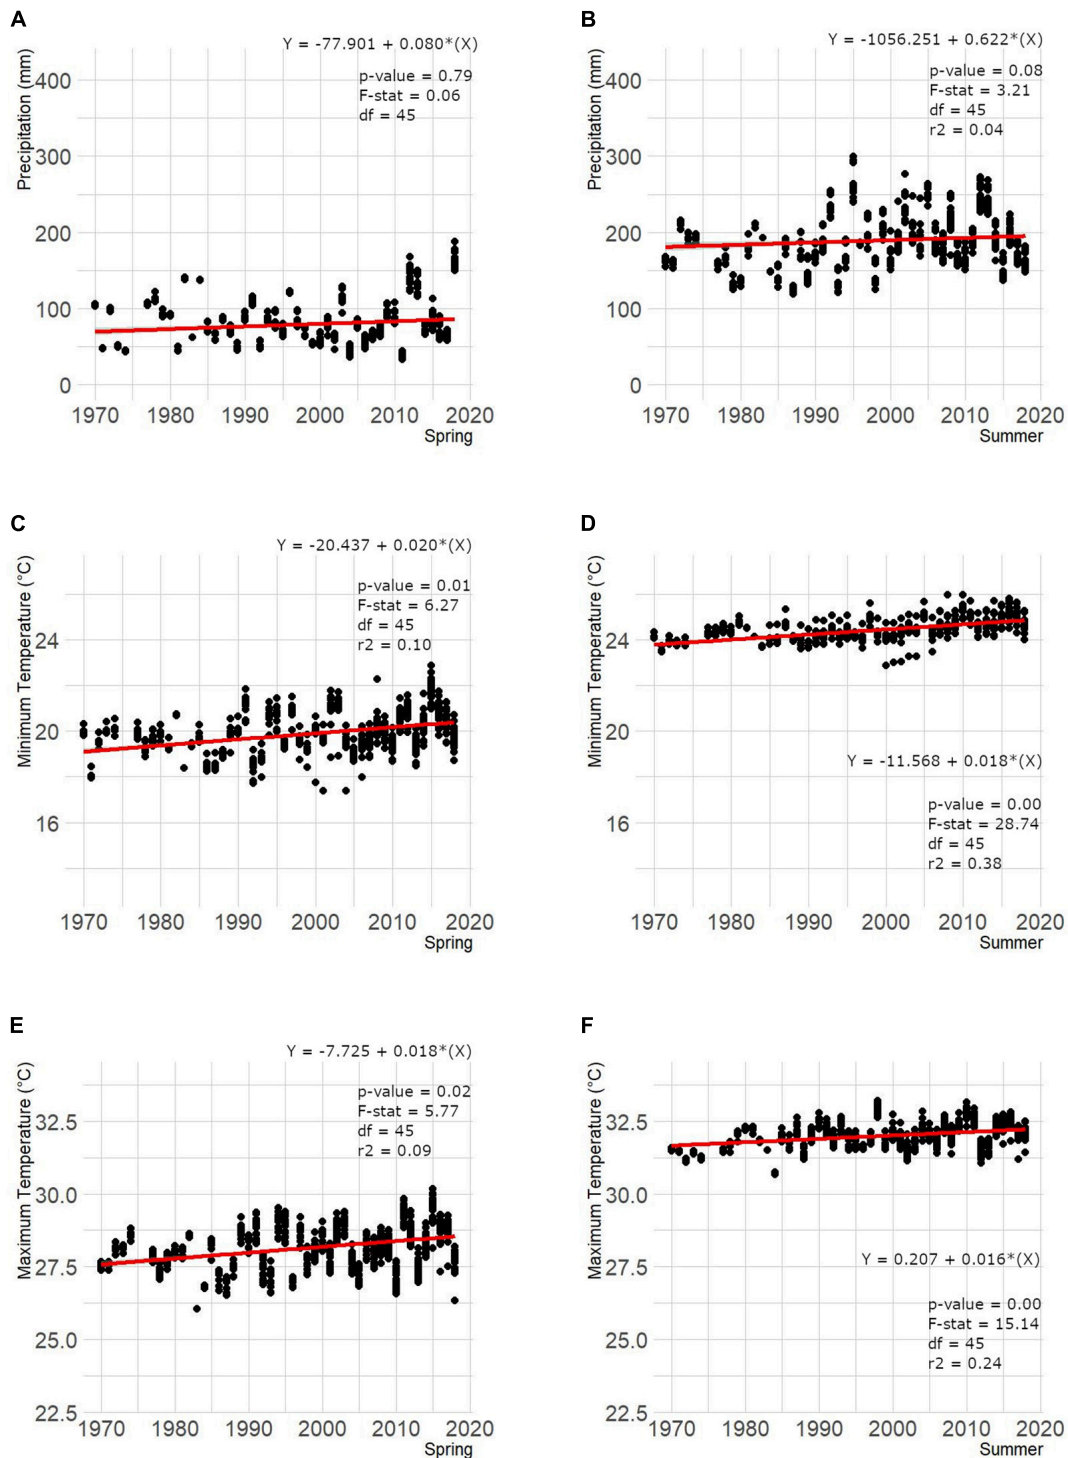 A
Y = -77.901 + 0.080*(X)
p-value = 0.79
F-stat = 0.06
df = 45
Precipitation (mm)
400
300
200
100
0
1970 1980 1990 2000 2010 2020
Spring
B
Y = -1056.251 + 0.622*(X)
p-value = 0.08
F-stat = 3.21
df = 45
r2 = 0.04
Precipitation (mm)
400
300
200
100
0
1970 1980 1990 2000 2010 2020
Summer
C
Y = -20.437 + 0.020*(X)
p-value = 0.01
F-stat = 6.27
df = 45
r2 = 0.10
Minimum Temperature (°C)
24
20
16
1970 1980 1990 2000 2010 2020
Spring
D
Minimum Temperature (°C)
24
20
16
Y = -11.568 + 0.018*(X)
p-value = 0.00
F-stat = 28.74
df = 45
r2 = 0.38
1970 1980 1990 2000 2010 2020
Summer
E
Y = -7.725 + 0.018*(X)
p-value = 0.02
F-stat = 5.77
df = 45
r2 = 0.09
Maximum Temperature (°C)
32.5
30.0
27.5
25.0
22.5
1970 1980 1990 2000 2010 2020
Spring
F
Maximum Temperature (°C)
32.5
30.0
27.5
25.0
22.5
Y = 0.207 + 0.016*(X)
p-value = 0.00
F-stat = 15.14
df = 45
r2 = 0.24
1970 1980 1990 2000 2010 2020
Summer